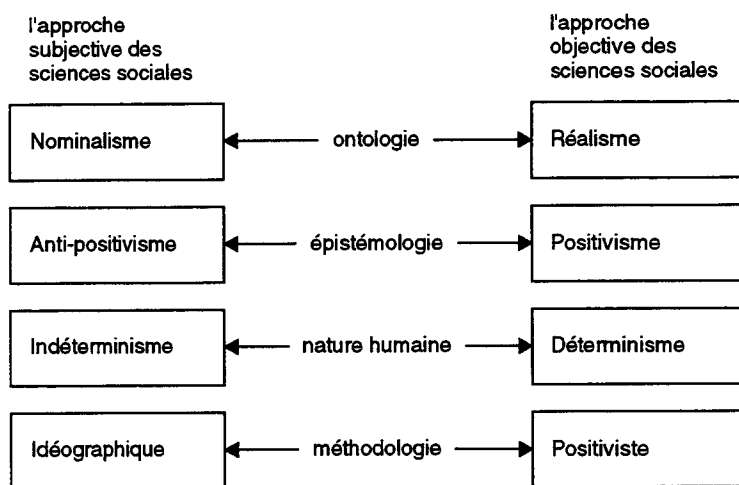 l'approche
subjective des
sciences sociales
l'approche
objective des
sciences sociales
Nominalisme
ontologie
Réalisme
Anti-positivisme
épistémologie
Positivisme
Indéterminisme
nature humaine
Déterminisme
Idéographique
méthodologie
Positiviste